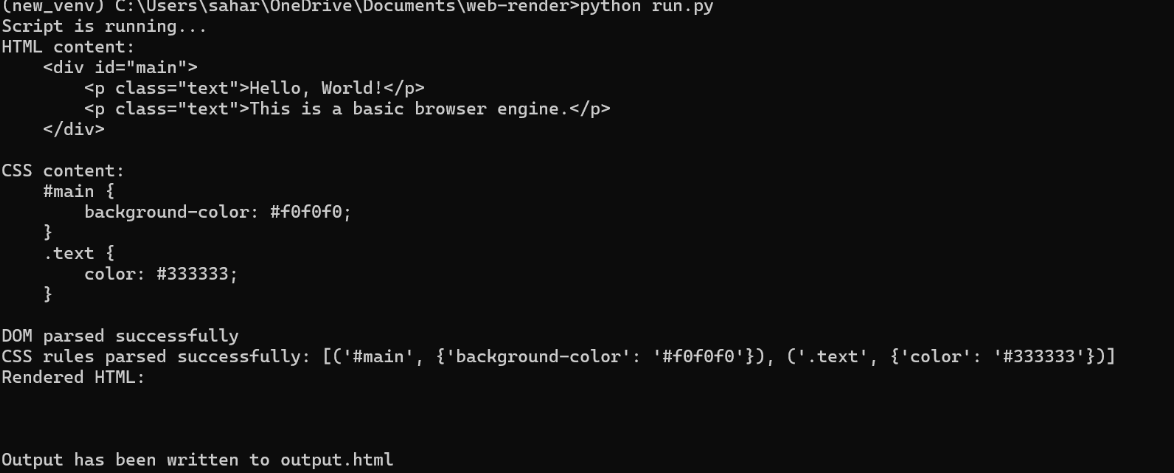 (new_venv) C:\Users\sahar\OneDrive\Documents\web-render>python run.py
Script is running...
HTML content:
    <div id="main">
        <p class="text">Hello, World!</p>
        <p class="text">This is a basic browser engine.</p>
    </div>
CSS content:
    #main {
        background-color: #f0f0f0;
    }
    .text {
        color: #333333;
    }
DOM parsed successfully
CSS rules parsed successfully: [('#main', {'background-color': '#f0f0f0'}), ('.text', {'color': '#333333'})]
Rendered HTML:
Output has been written to output.html